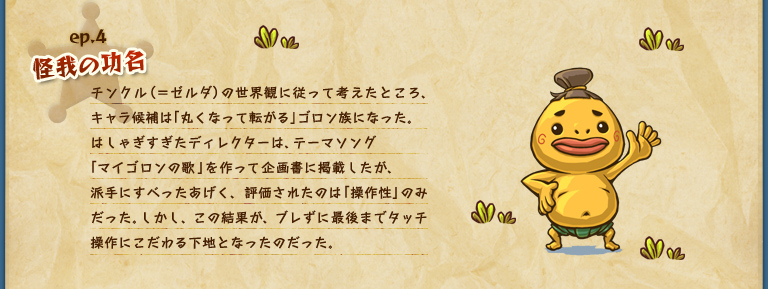 ep.4
怪我の功名
チンクル（＝ゼルダ）の世界観に従って考えたところ、
キャラ候補は「丸くなって転がる」ゴロン族になった。
はしゃぎすぎたディレクターは、テーマソング
「マイゴロンの歌」を作って企画書に掲載したが、
派手にすべったあげく、評価されたのは「操作性」のみ
だった。しかし、この結果が、ブレずに最後までタッチ
操作にこだわる下地となったのだった。